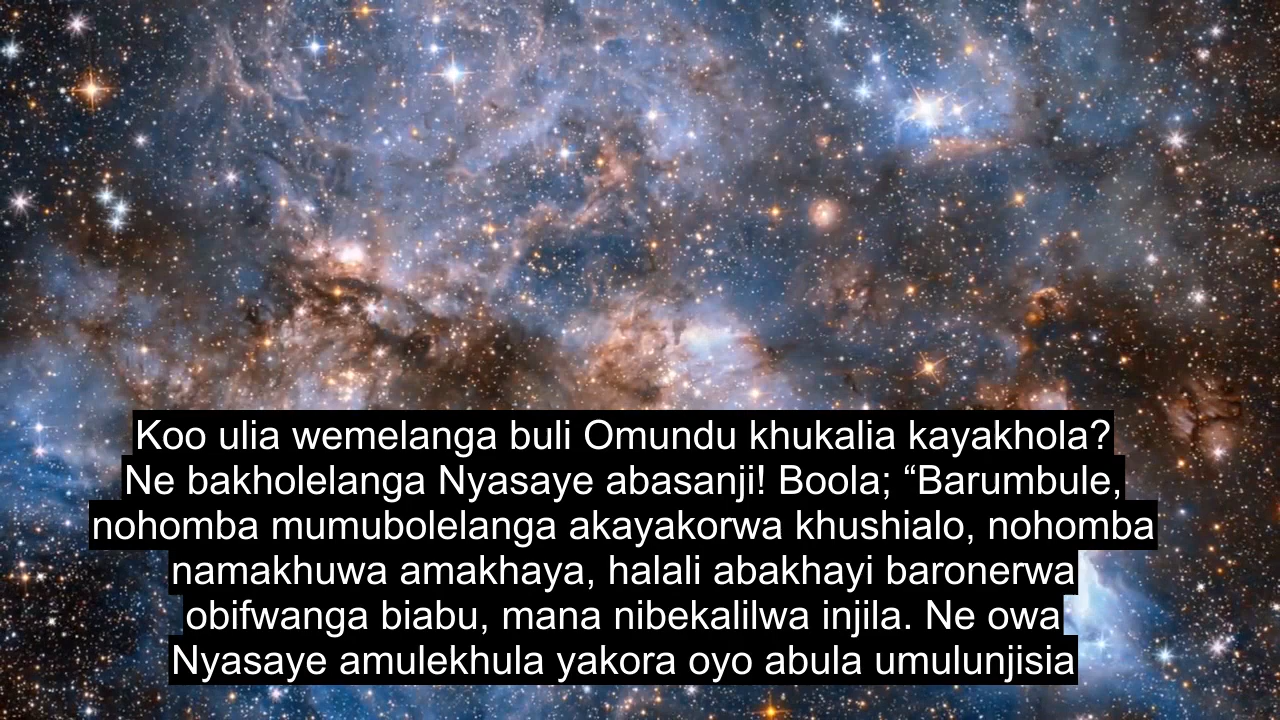 Koo ulia wemelanga buli Omundu khukalia kayakhola?
Ne bakholelanga Nyasaye abasanji! Boola; “Barumbule,
nohomba mumubolelanga akayakorwa khushialo, nohomba
namakhuwa amakhaya, halali abakhayi baronerwa
obifwanga biabu, mana nibekalilwa injila. Ne owa
Nyasaye amulekhula yakora oyo abula umulunjisia